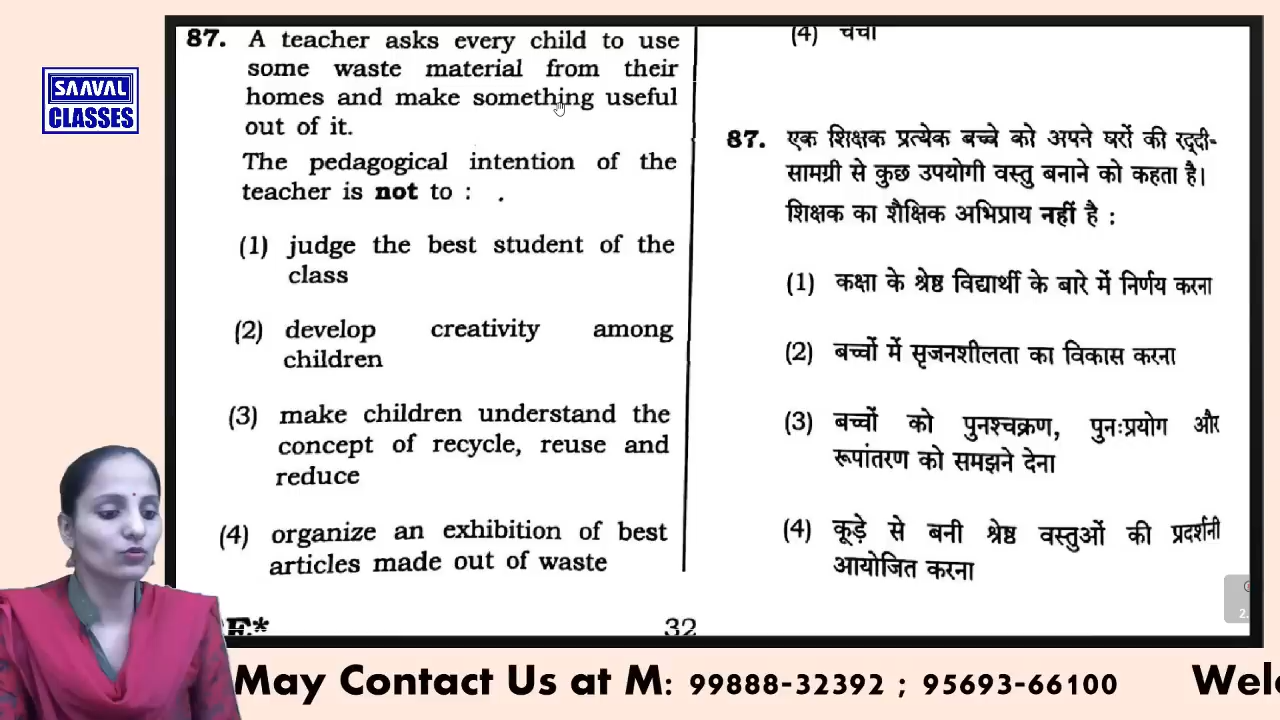 SAAVAL
CLASSES
87. A teacher asks every child to use
some waste material from their
homes and make something useful
out of it.
The pedagogical intention of the
teacher is not to : .
(1) judge the best student of the
class
(2) develop creativity among
children
(3) make children understand the
concept of recycle, reuse and
reduce
(4) organize an exhibition of best
articles made out of waste
E*
32
(4) चर्चा
87. एक शिक्षक प्रत्येक बच्चे को अपने घरों की रद्दी-
सामग्री से कुछ उपयोगी वस्तु बनाने को कहता है।
शिक्षक का शैक्षिक अभिप्राय नहीं है :
(1) कक्षा के श्रेष्ठ विद्यार्थी के बारे में निर्णय करना
(2) बच्चों में सृजनशीलता का विकास करना
(3) बच्चों को पुनश्चक्रण, पुनःप्रयोग और
रूपांतरण को समझने देना
(4) कूड़े से बनी श्रेष्ठ वस्तुओं की प्रदर्शनी
आयोजित करना
2.
May Contact Us at M: 99888-32392 ; 95693-66100 Wel